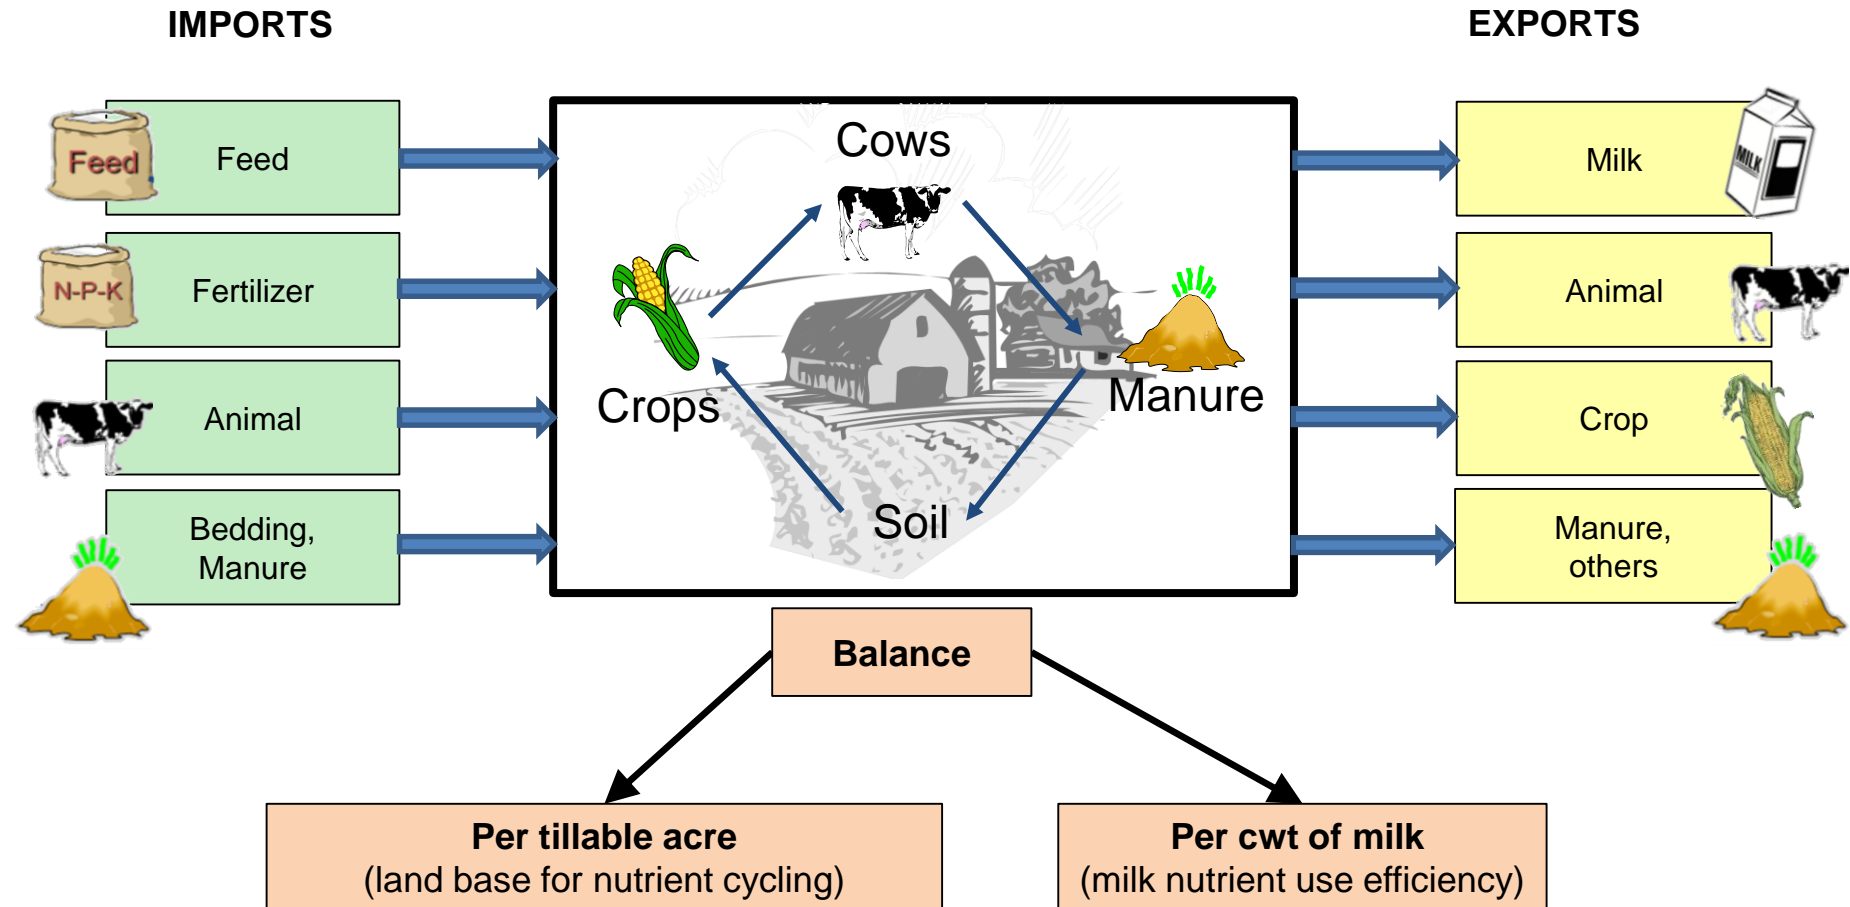 IMPORTS
EXPORTS
Feed
Feed
N-P-K
Fertilizer
Animal
Bedding,
Manure
Cows
Crops
Manure
Soil
Milk
MILK
Animal
Crop
Manure,
others
Balance
Per tillable acre
(land base for nutrient cycling)
Per cwt of milk
(milk nutrient use efficiency)